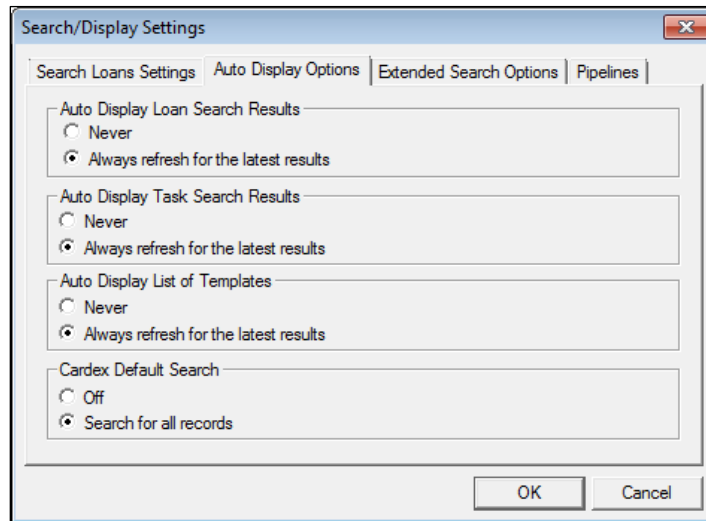 Search/Display Settings
Search Loans Settings Auto Display Options Extended Search Options Pipelines
Auto Display Loan Search Results
Never
Always refresh for the latest results
Auto Display Task Search Results
Never
Always refresh for the latest results
Auto Display List of Templates
Never
Always refresh for the latest results
Cardex Default Search
Off
Search for all records
OK Cancel